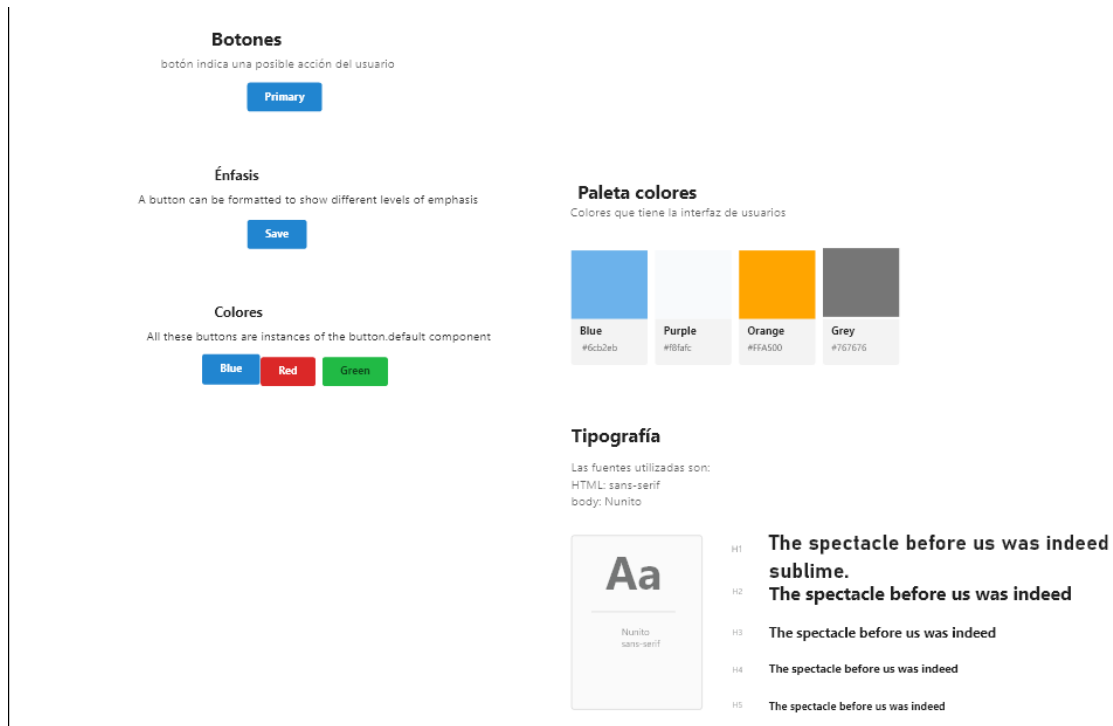 Botones
botón indica una posible acción del usuario
Primary
Énfasis
A button can be formatted to show different levels of emphasis
Save
Colores
All these buttons are instances of the button.default component
Blue
Red
Green
Paleta colores
Colores que tiene la interfaz de usuarios
Blue
#6cb2eb
Purple
#f8fafc
Orange
#FFA500
Grey
#767676
Tipografía
Las fuentes utilizadas son:
HTML: sans-serif
body: Nunito
Aa
Nunito
sans-serif
H1
The spectacle before us was indeed
sublime.
H2
The spectacle before us was indeed
H3
The spectacle before us was indeed
H4
The spectacle before us was indeed
H5
The spectacle before us was indeed